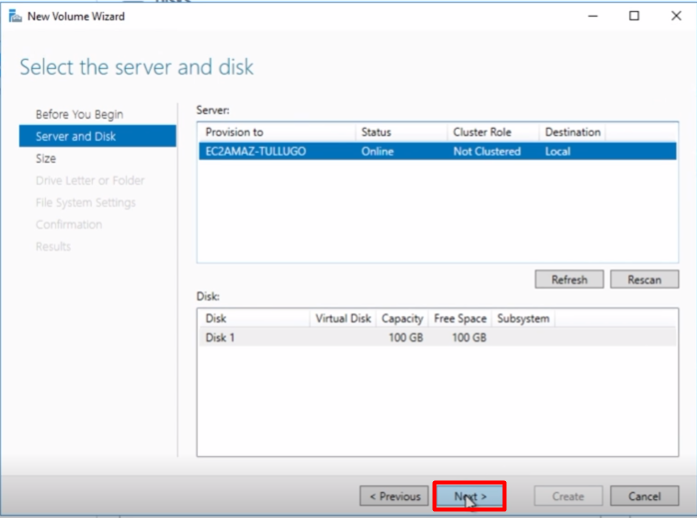 New Volume Wizard
Select the server and disk
Before You Begin
Server and Disk
Size
Drive Letter or Folder
File System Settings
Confirmation
Results
Server:
Provision to Status Cluster Role Destination
EC2AMAZ-TULLUGO Online Not Clustered Local
Refresh Rescan
Disk:
Disk Virtual Disk Capacity Free Space Subsystem
Disk 1 100 GB 100 GB
< Previous Next > Create Cancel